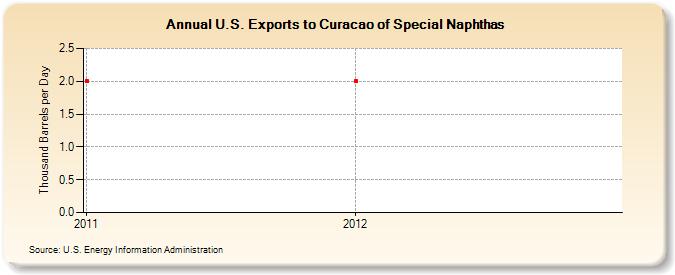 Annual U.S. Exports to Curacao of Special Naphthas
Thousand Barrels per Day
2.5
2.0
1.5
1.0
0.5
0.0
2011 2012
Source: U.S. Energy Information Administration